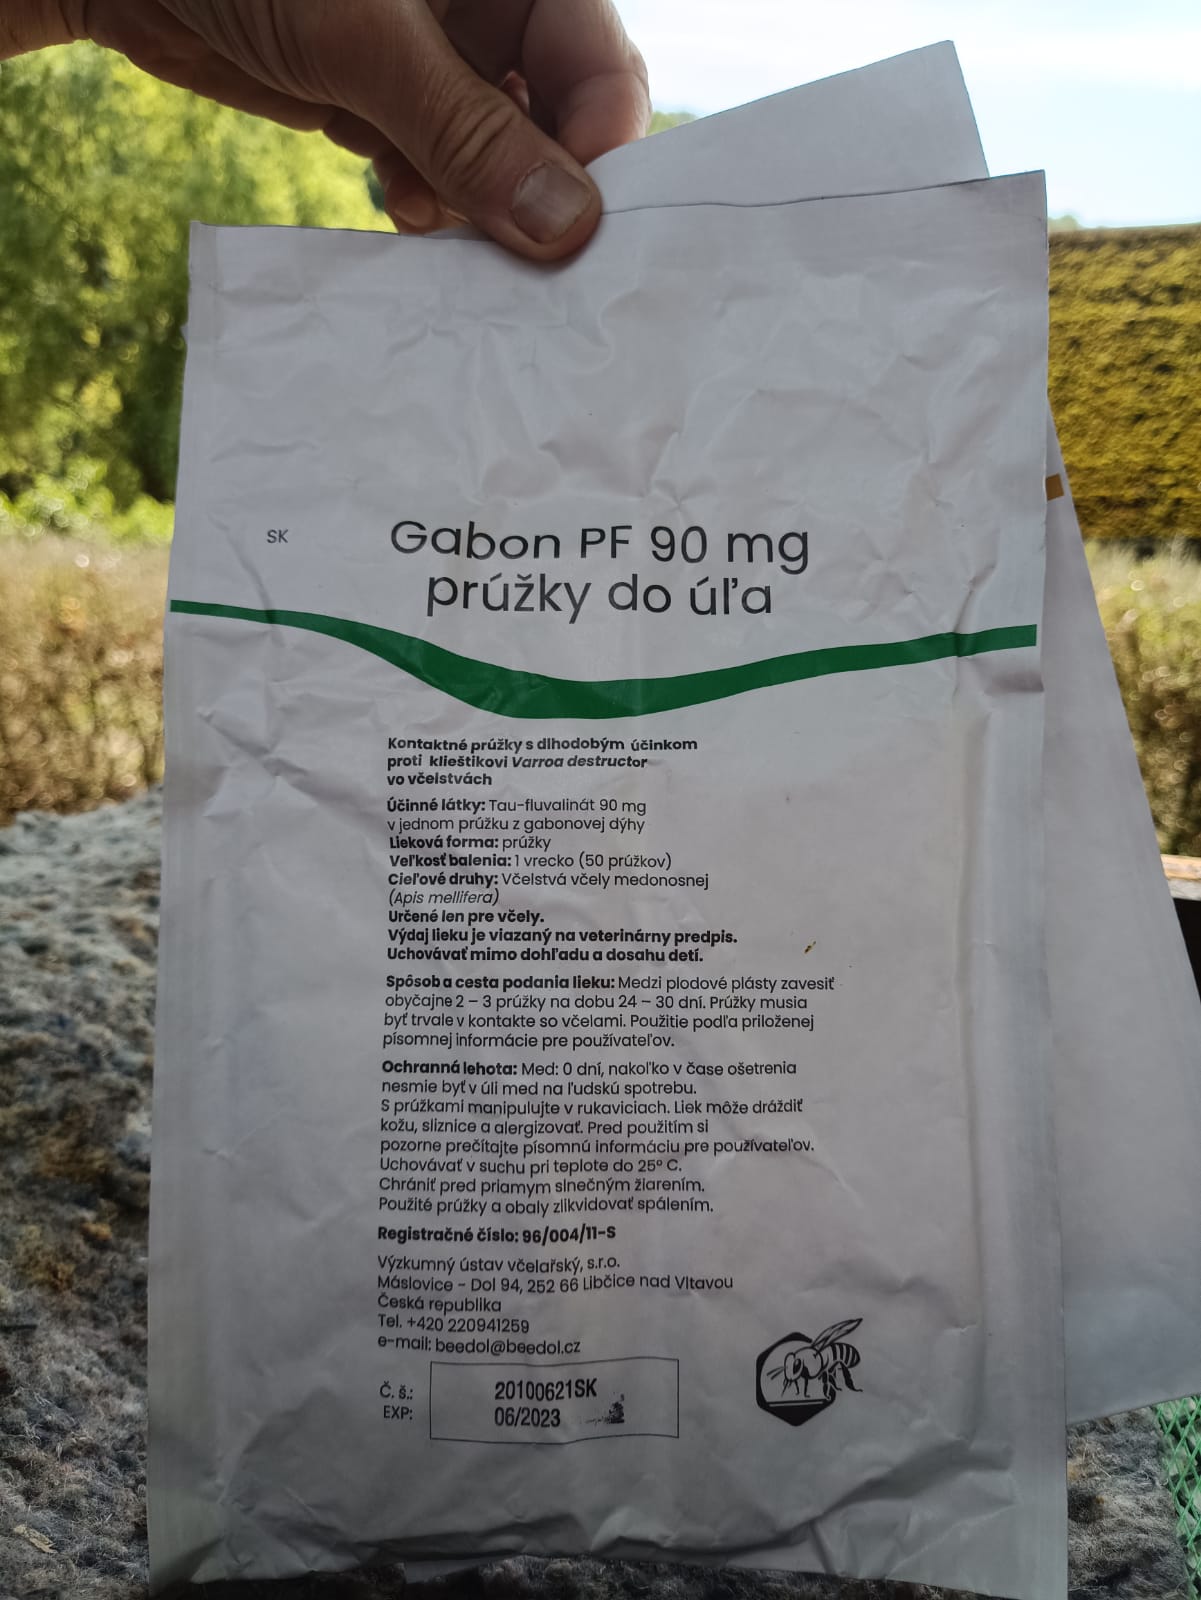 SK
Gabon PF 90 mg
prúžky do úľa
Kontaktné prúžky s dlhodobým účinkom
proti klieštikovi Varroa destructor
vo včelstvách
Účinné látky: Tau-fluvalinát 90 mg
v jednom prúžku z gabonovej dýhy
Lieková forma: prúžky
Veľkosť balenia: 1 vrecko (50 prúžkov)
Cieľové druhy: Včelstvá včely medonosnej
(Apis mellifera)
Určené len pre včely.
Výdaj lieku je viazaný na veterinárny predpis.
Uchovávať mimo dohľadu a dosahu detí.
Spôsob a cesta podania lieku: Medzi plodové plásty zavesiť
obyčajne 2 – 3 prúžky na dobu 24 – 30 dní. Prúžky musia
byť trvale v kontakte so včelami. Použitie podľa priloženej
písomnej informácie pre používateľov.
Ochranná lehota: Med: 0 dní, nakoľko v čase ošetrenia
nesmie byť v úli med na ľudskú spotrebu.
S prúžkami manipulujte v rukaviciach. Liek môže dráždiť
kožu, sliznice a alergizovať. Pred použitím si
pozorne prečítajte písomnú informáciu pre používateľov.
Uchovávať v suchu pri teplote do 25° C.
Chrániť pred priamym slnečným žiarením.
Použité prúžky a obaly zlikvidovať spálením.
Registračné číslo: 96/004/11-S
Výzkumný ústav včelařský, s.r.o.
Máslovice - Dol 94, 252 66 Libčice nad Vltavou
Česká republika
Tel. +420 220941259
e-mail: beedol@beedol.cz
Č. š.: 20100621SK
EXP: 06/2023